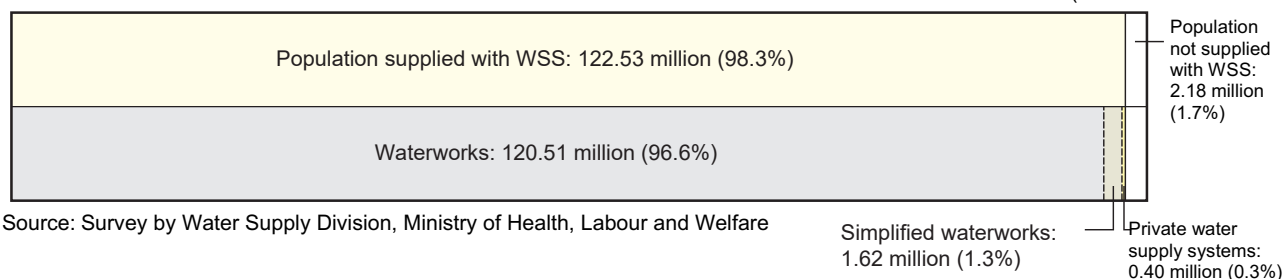 Population supplied with WSS: 122.53 million (98.3%)
Population
not supplied
with WSS:
2.18 million
(1.7%)
Waterworks: 120.51 million (96.6%)
Source: Survey by Water Supply Division, Ministry of Health, Labour and Welfare
Simplified waterworks:
1.62 million (1.3%)
Private water
supply systems:
0.40 million (0.3%)